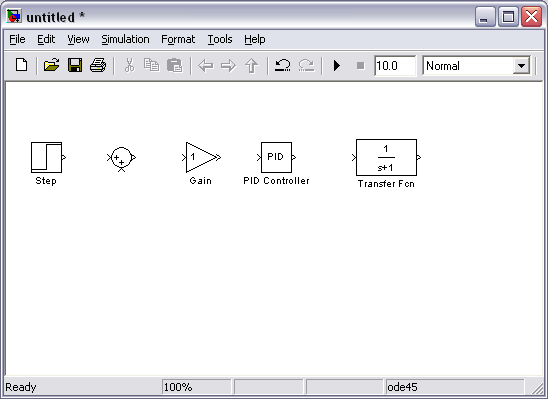 untitled *
File Edit View Simulation Format Tools Help
10.0 Normal
1 PID 1
s+1
Step Gain PID Controller Transfer Fcn
Ready 100% ode45